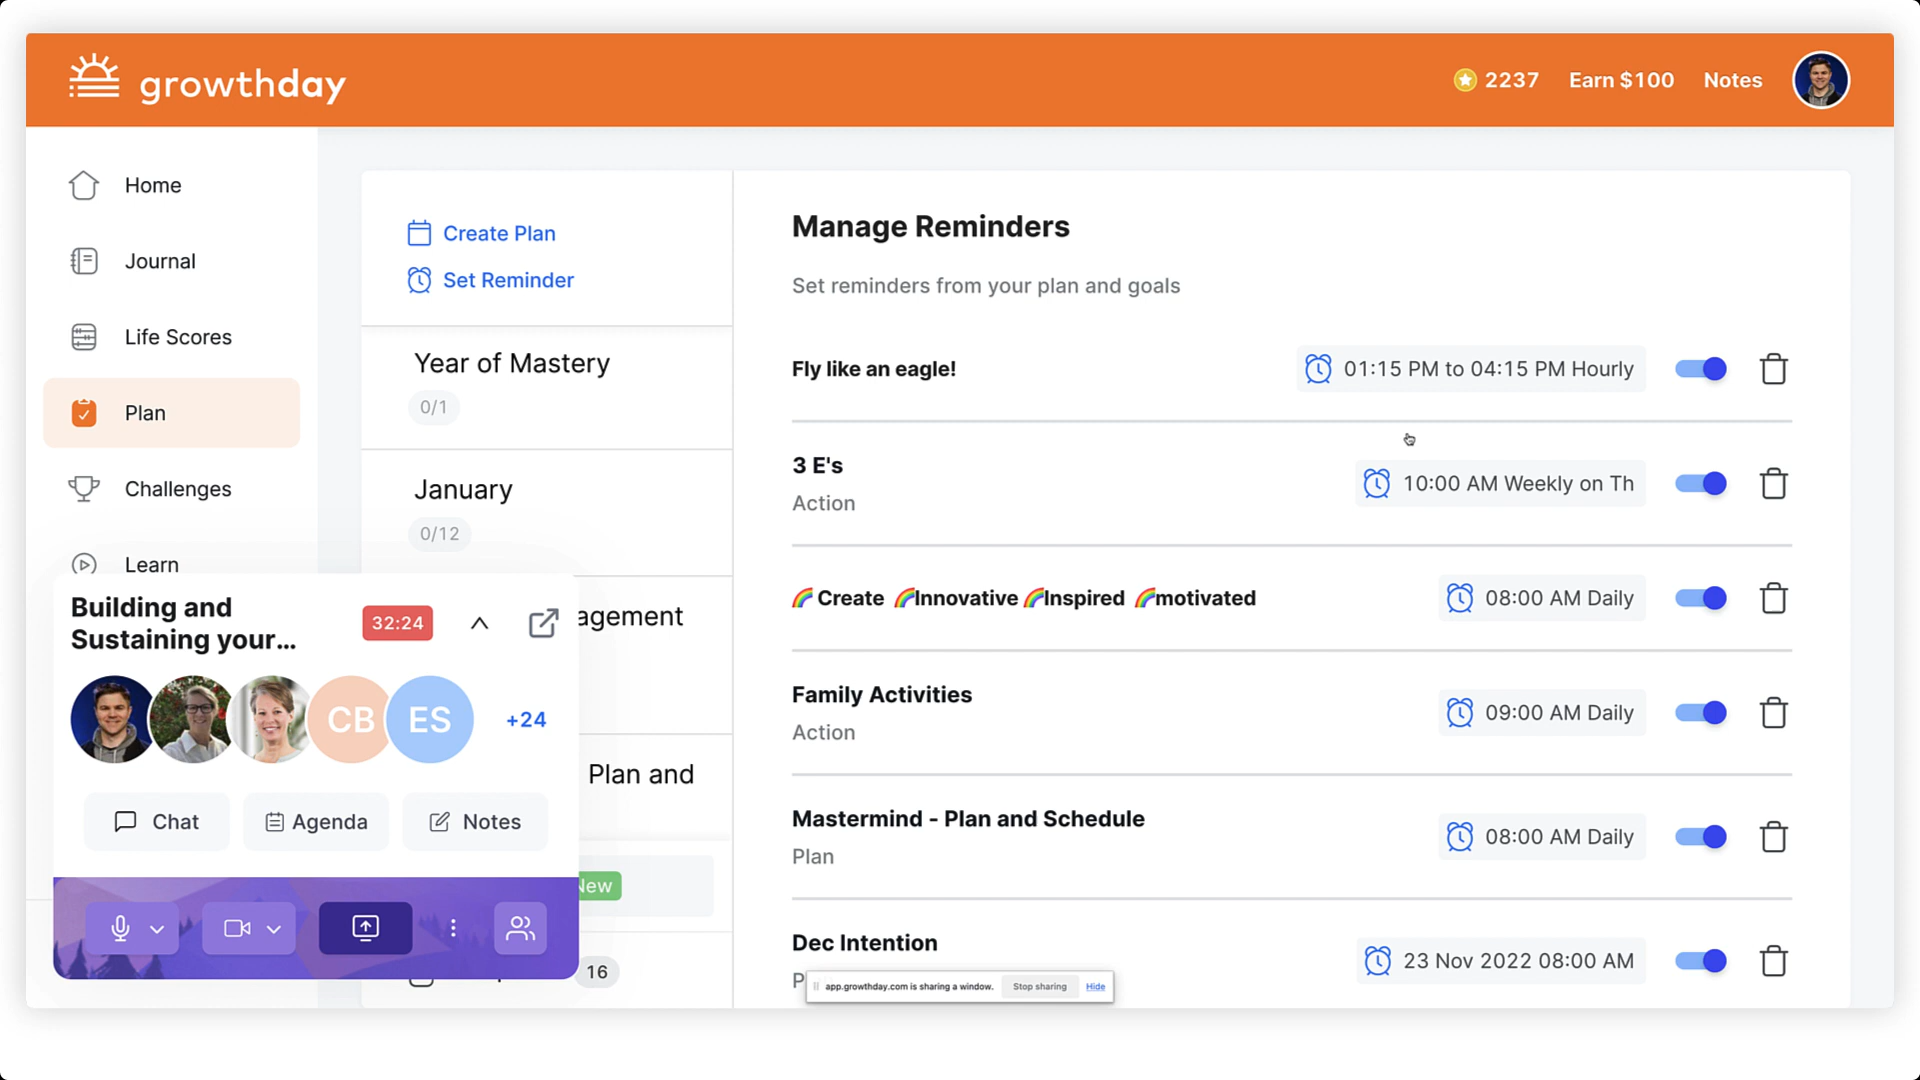 growthday
2237
Earn $100
Notes
Home
Journal
Life Scores
Plan
Challenges
Learn
Create Plan
Set Reminder
Year of Mastery
0/1
January
0/12
agement
Plan and
New
16
Manage Reminders
Set reminders from your plan and goals
Fly like an eagle!
01:15 PM to 04:15 PM Hourly
3 E's
Action
10:00 AM Weekly on Th
🌈 Create 🌈Innovative 🌈Inspired 🌈motivated
08:00 AM Daily
Family Activities
Action
09:00 AM Daily
Mastermind - Plan and Schedule
Plan
08:00 AM Daily
Dec Intention
23 Nov 2022 08:00 AM
Building and
Sustaining your...
32:24
CB
ES
+24
Chat
Agenda
Notes
app.growthday.com is sharing a window.
Stop sharing
Hide